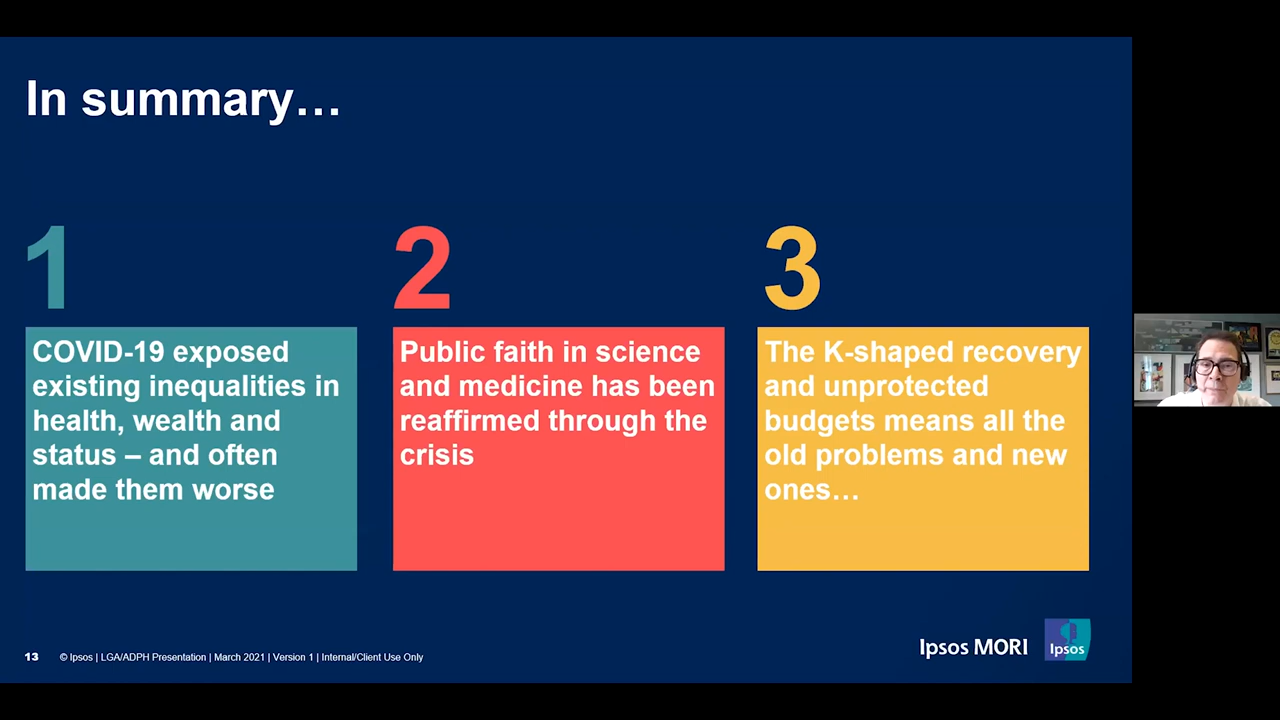 In summary…
1
COVID-19 exposed
existing inequalities in
health, wealth and
status – and often
made them worse
2
Public faith in science
and medicine has been
reaffirmed through the
crisis
3
The K-shaped recovery
and unprotected
budgets means all the
old problems and new
ones…
13
© Ipsos | LGA/ADPH Presentation | March 2021 | Version 1 | Internal/Client Use Only
Ipsos MORI
Ipsos